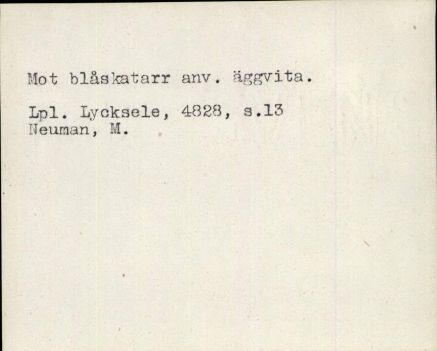 Mot blåskatarr anv. äggvita.
Lpl. Lycksele, 4828, s.13
Neuman, M.